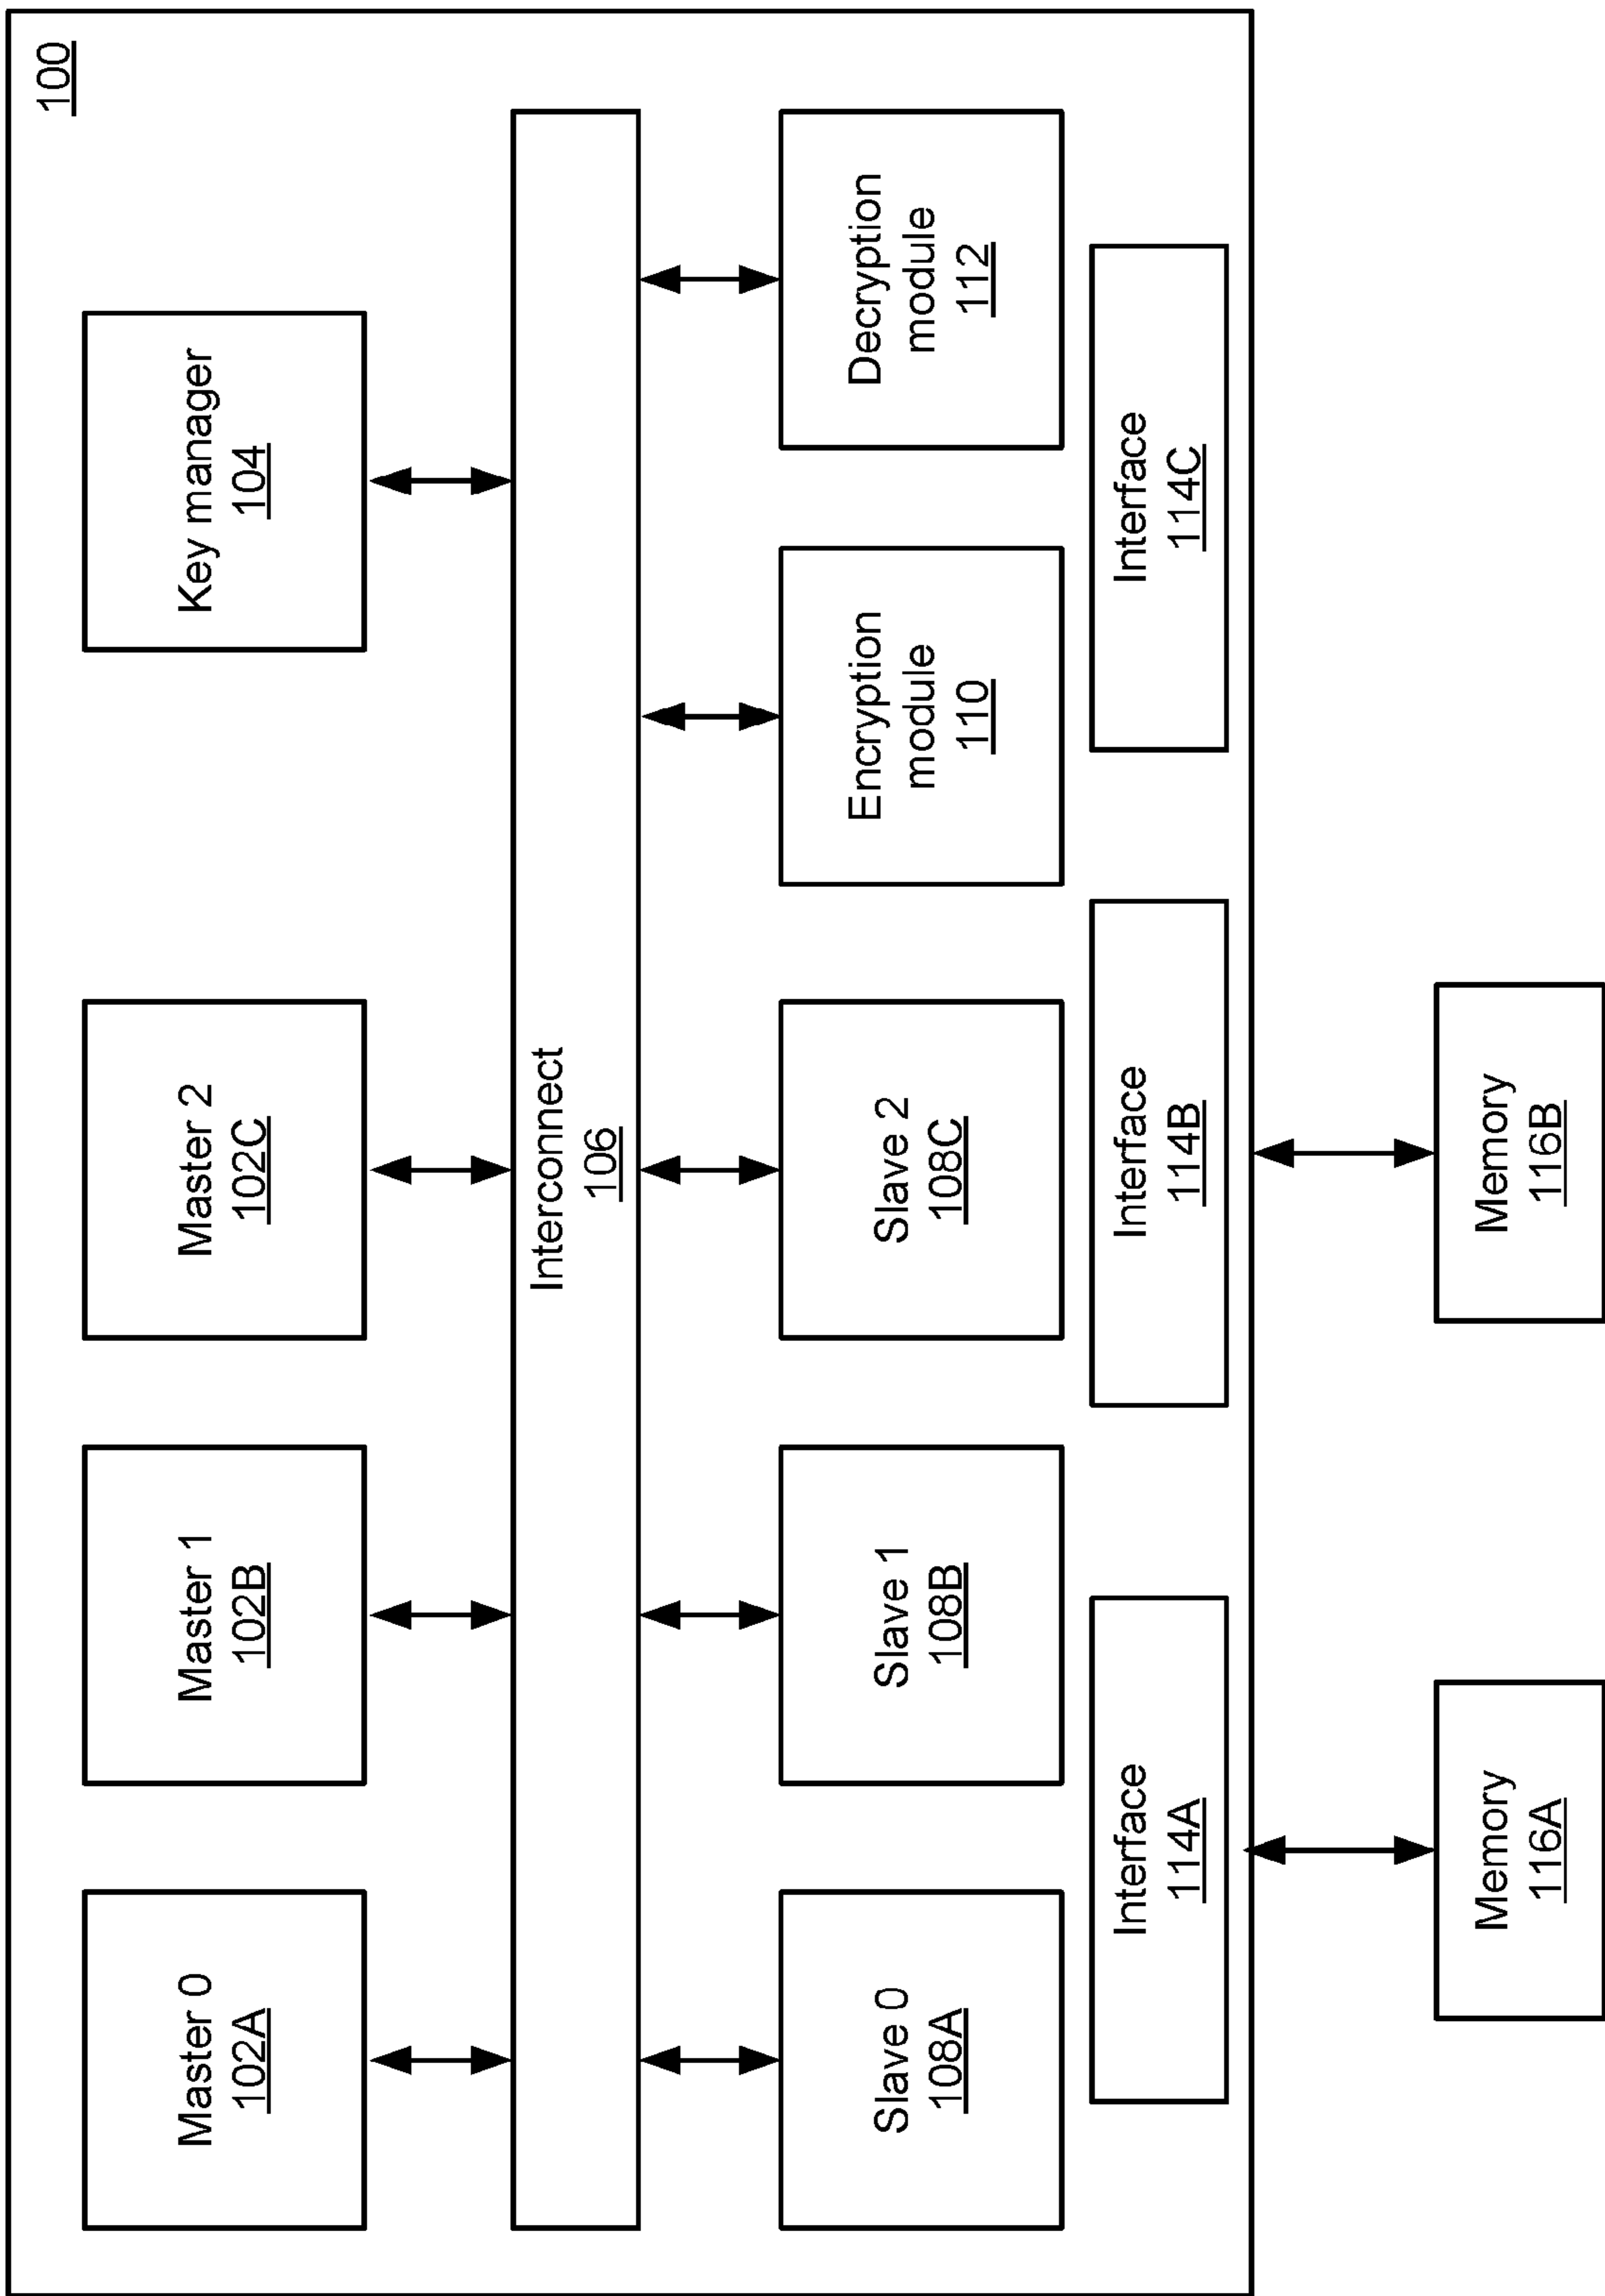 100
Master 0
102A
Master 1
102B
Master 2
102C
Key manager
104
Interconnect
106
Slave 0
108A
Slave 1
108B
Slave 2
108C
Encryption
module
110
Decryption
module
112
Interface
114A
Interface
114B
Interface
114C
Memory
116A
Memory
116B